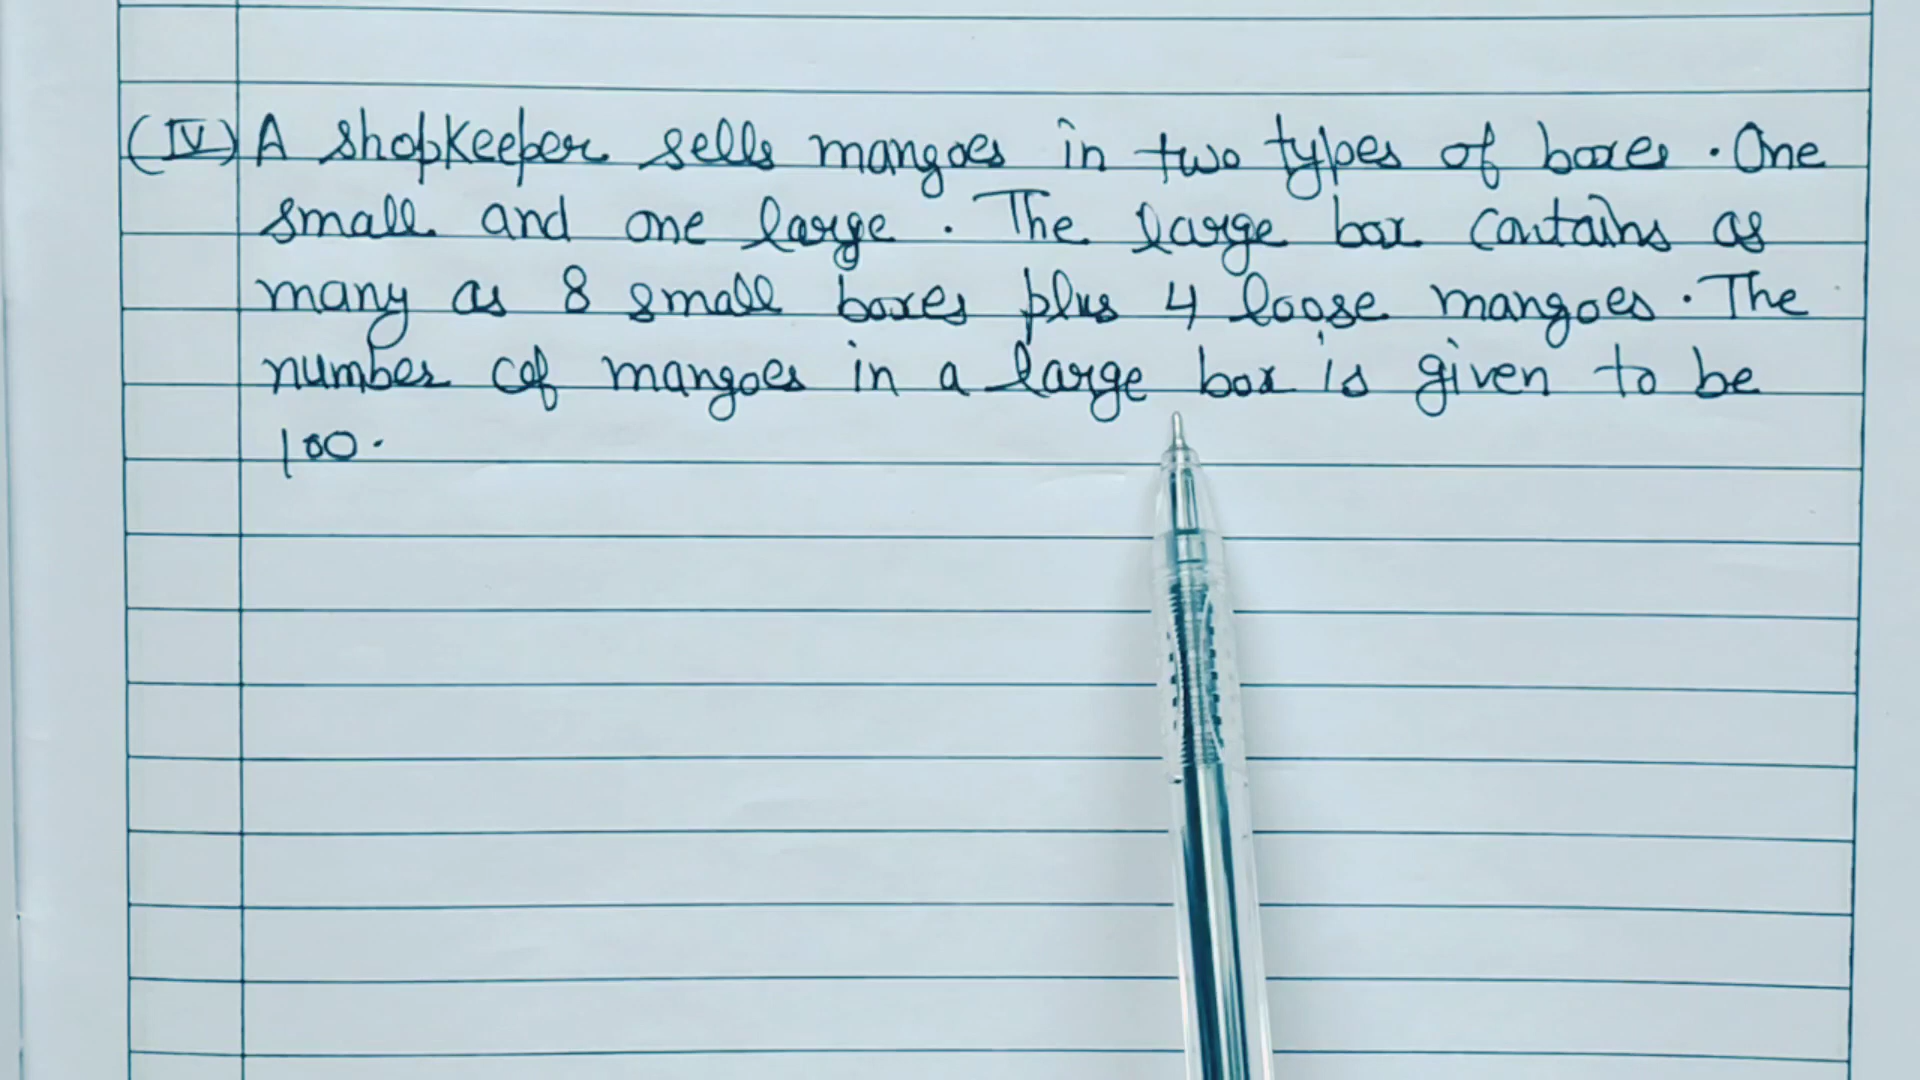 (IV) A shopkeeper sells mangoes in two types of boxes. One
small and one large. The large box contains as
many as 8 small boxes plus 4 loose mangoes. The
number of mangoes in a large box is given to be
100.